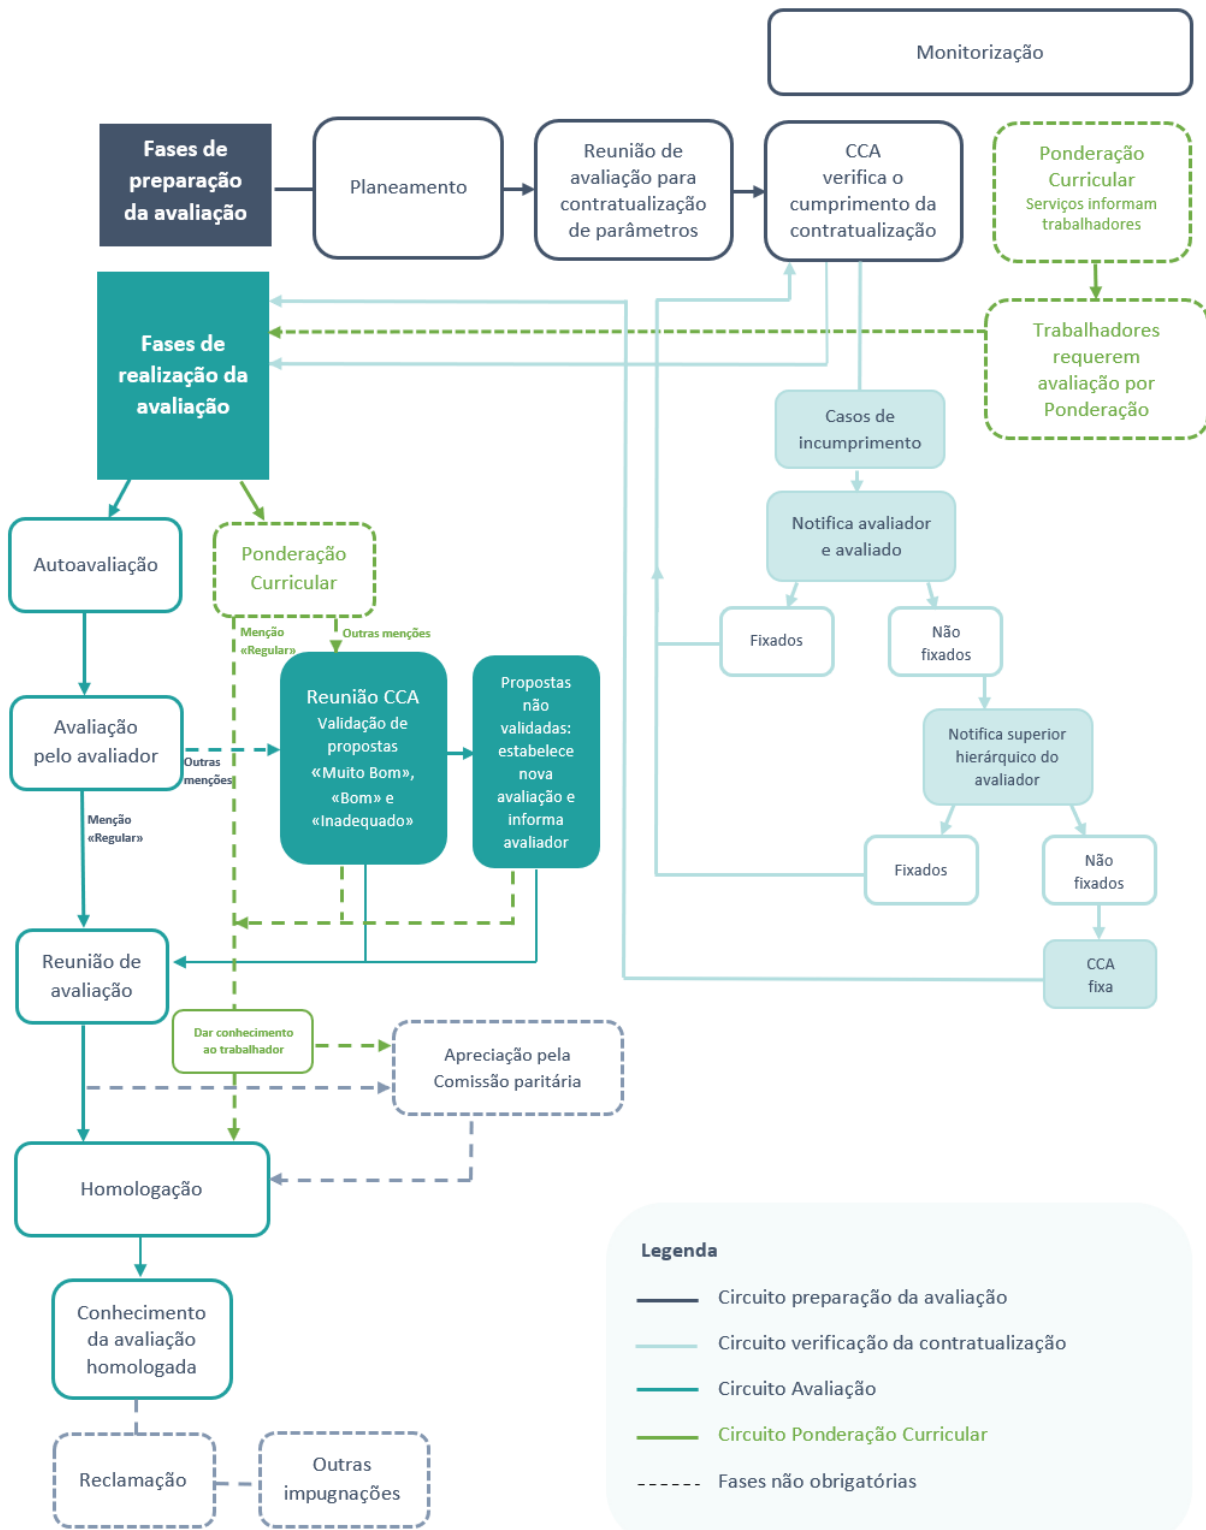 Monitorização
Fases de
preparação
da avaliação
Planeamento
Reunião de
avaliação para
contratualização
de parâmetros
CCA
verifica o
cumprimento da
contratualização
Ponderação
Curricular
Serviços informam
trabalhadores
Fases de
realização da
avaliação
Trabalhadores
requerem
avaliação por
Ponderação
Casos de
incumprimento
Notifica avaliador
e avaliado
Autoavaliação
Ponderação
Curricular
Menção
«Regular»
Outras menções
Fixados
Não
fixados
Avaliação
pelo avaliador
Outras
menções
Reunião CCA
Validação de
propostas
«Muito Bom»,
«Bom» e
«Inadequado»
Propostas
não
validadas:
estabelece
nova
avaliação e
informa
avaliador
Notifica superior
hierárquico do
avaliador
Menção
«Regular»
Fixados
Não
fixados
Reunião de
avaliação
CCA
fixa
Dar conhecimento
ao trabalhador
Apreciação pela
Comissão paritária
Homologação
Conhecimento
da avaliação
homologada
Reclamação
Outras
impugnações
Legenda
Circuito preparação da avaliação
Circuito verificação da contratualização
Circuito Avaliação
Circuito Ponderação Curricular
Fases não obrigatórias